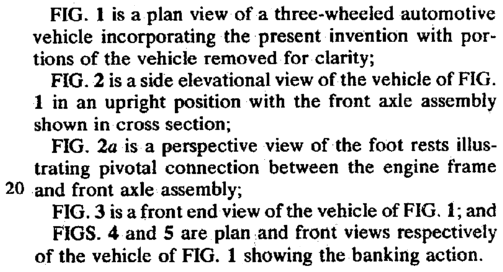 FIG. 1 is a plan view of a three-wheeled automotive
vehicle incorporating the present invention with por-
tions of the vehicle removed for clarity;
FIG. 2 is a side elevational view of the vehicle of FIG.
1 in an upright position with the front axle assembly
shown in cross section;
FIG. 2a is a perspective view of the foot rests illus-
trating pivotal connection between the engine frame
20 and front axle assembly;
FIG. 3 is a front end view of the vehicle of FIG. 1; and
FIGS. 4 and 5 are plan and front views respectively
of the vehicle of FIG. 1 showing the banking action.